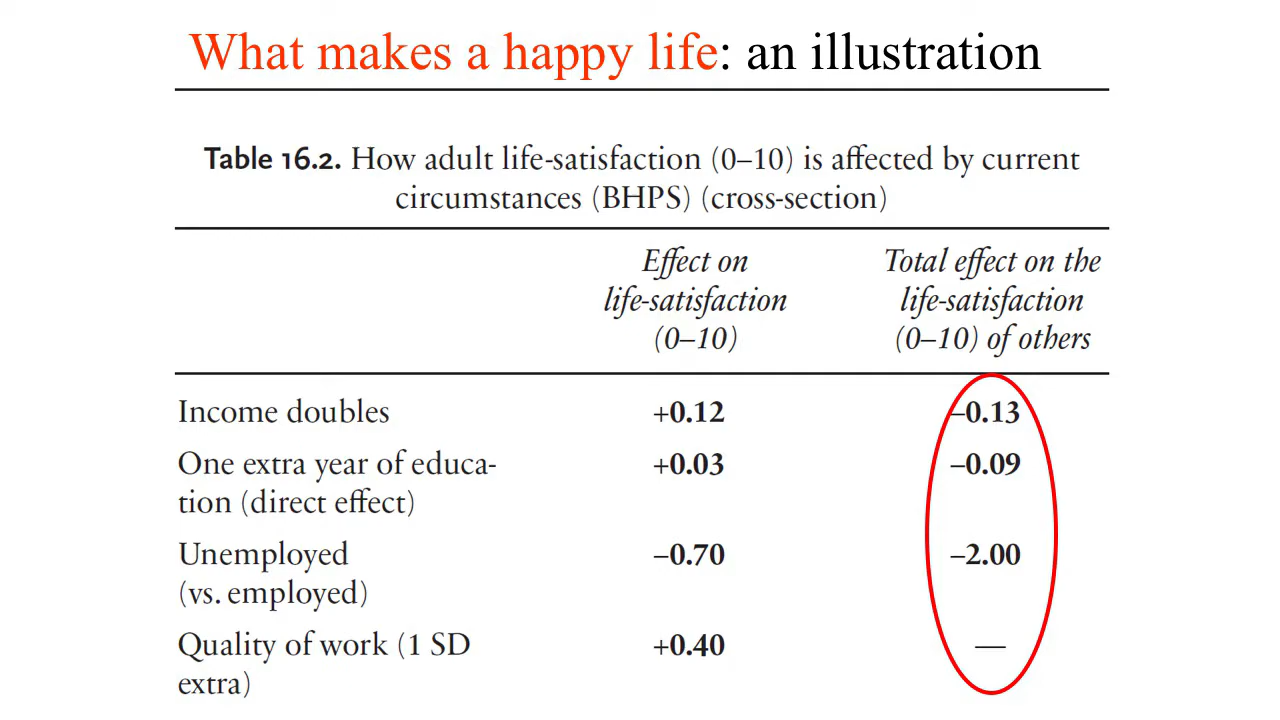 What makes a happy life: an illustration
Table 16.2. How adult life-satisfaction (0–10) is affected by current
circumstances (BHPS) (cross-section)
Effect on
life-satisfaction
(0–10)
Total effect on the
life-satisfaction
(0–10) of others
Income doubles +0.12 –0.13
One extra year of educa- +0.03 –0.09
tion (direct effect)
Unemployed –0.70 –2.00
(vs. employed)
Quality of work (1 SD +0.40 —
extra)